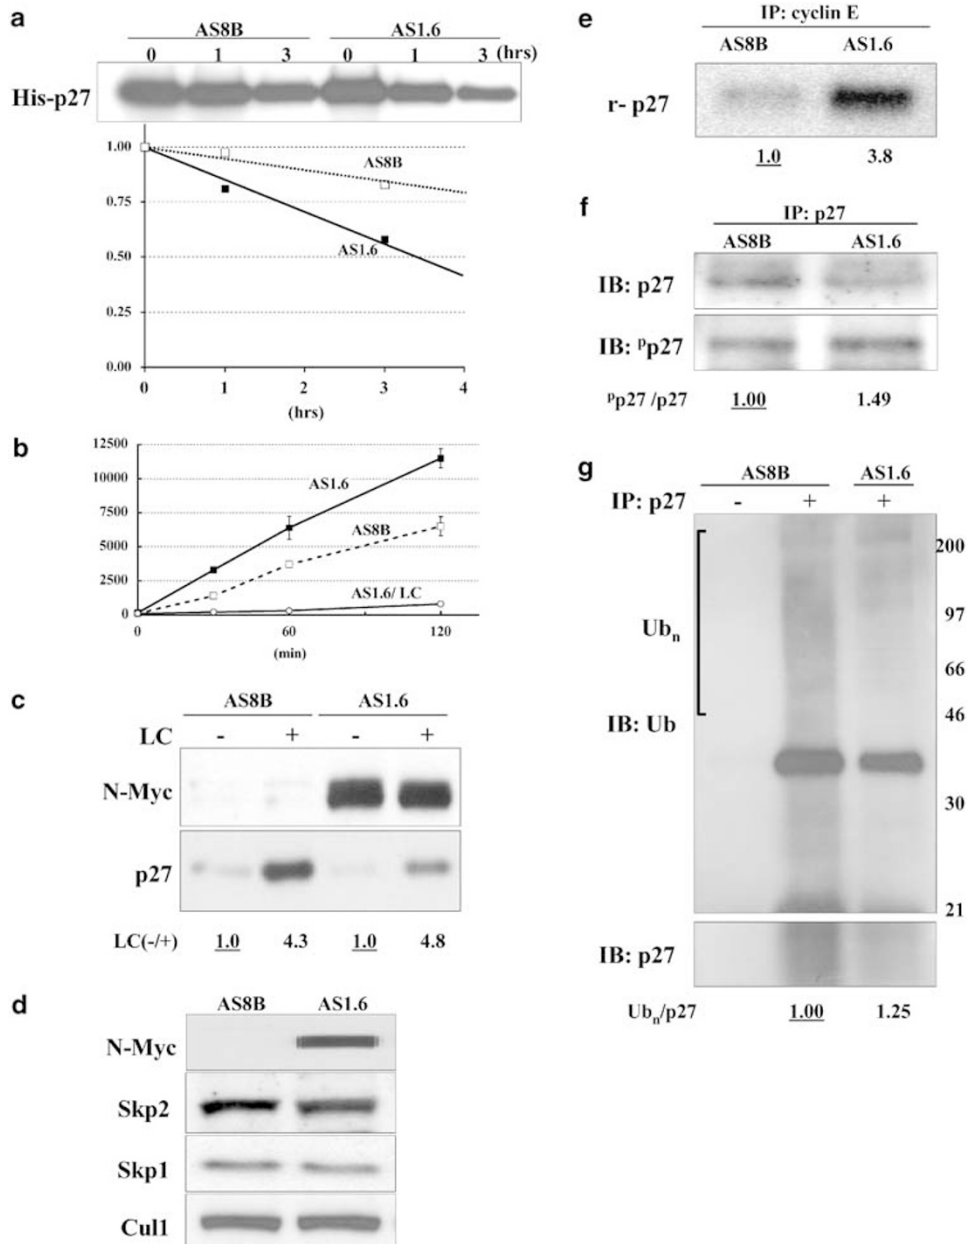 a
AS8B AS1.6
0 1 3 0 1 3 (hrs)
His-p27
1.00
AS8B
0.75
AS1.6
0.50
0.25
0.00
0 1 2 3 4
(hrs)
b
12500
10000
AS1.6
7500
AS8B
5000
2500
AS1.6/ LC
0
0 60 120
(min)
c
AS8B AS1.6
LC - + - +
N-Myc
p27
LC(-/+) 1.0 4.3 1.0 4.8
d
AS8B AS1.6
N-Myc
Skp2
Skp1
Cul1
e
IP: cyclin E
AS8B AS1.6
r- p27
1.0 3.8
f
IP: p27
AS8B AS1.6
IB: p27
IB: ᵖp27
ᵖp27 /p27 1.00 1.49
g
AS8B AS1.6
IP: p27 - + +
200
97
Ubₙ
66
46
IB: Ub
30
21
IB: p27
Ubₙ/p27 1.00 1.25